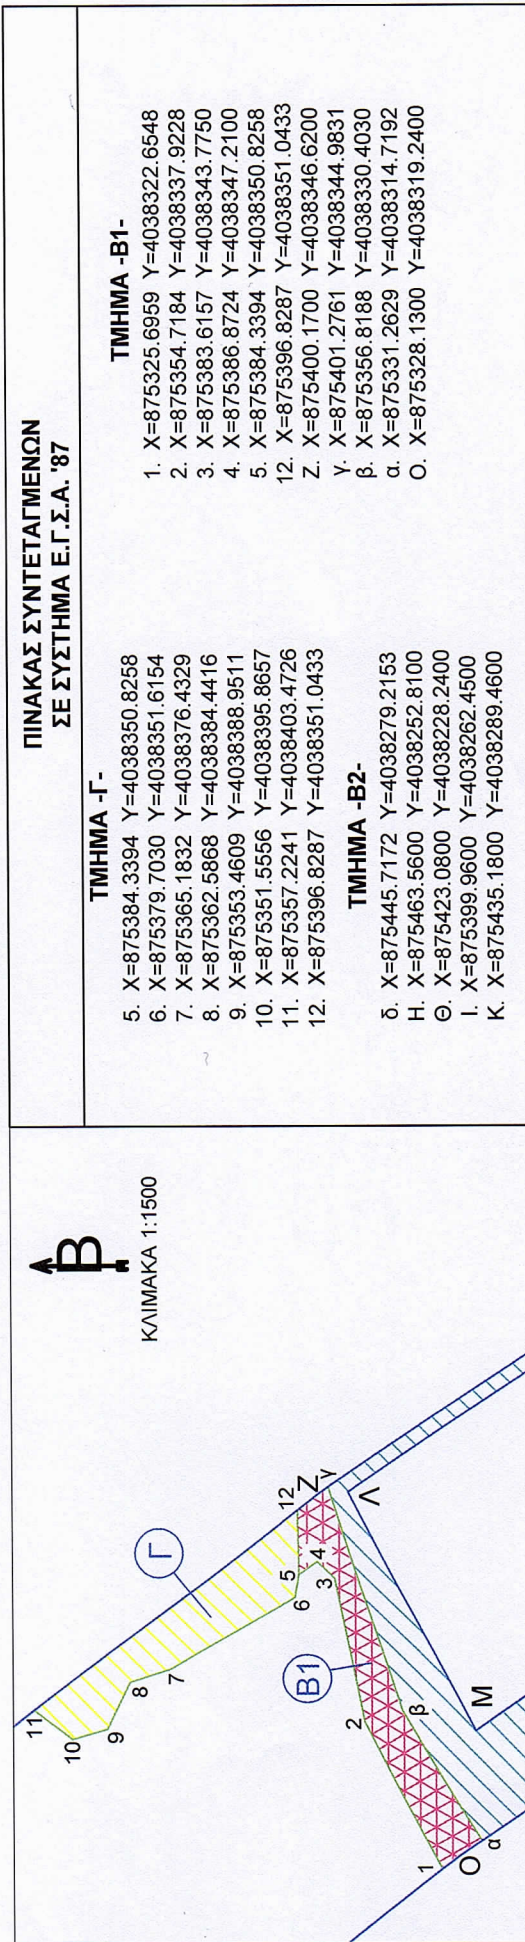 ΠΙΝΑΚΑΣ ΣΥΝΤΕΤΑΓΜΕΝΩΝ
ΣΕ ΣΥΣΤΗΜΑ Ε.Γ.Σ.Α. '87
ΤΜΗΜΑ -Γ-
5. X=875384.3394 Y=4038350.8258
6. X=875379.7030 Y=4038351.6154
7. X=875365.1832 Y=4038376.4329
8. X=875362.5868 Y=4038384.4416
9. X=875353.4609 Y=4038388.9511
10. X=875351.5556 Y=4038395.8657
11. X=875357.2241 Y=4038403.4726
12. X=875396.8287 Y=4038351.0433
ΤΜΗΜΑ -Β2-
δ. X=875445.7172 Y=4038279.2153
Η. X=875463.5600 Y=4038252.8100
Θ. X=875423.0800 Y=4038228.2400
Ι. X=875399.9600 Y=4038262.4500
Κ. X=875435.1800 Y=4038289.4600
ΤΜΗΜΑ -Β1-
1. X=875325.6959 Y=4038322.6548
2. X=875354.7184 Y=4038337.9228
3. X=875383.6157 Y=4038343.7750
4. X=875386.8724 Y=4038347.2100
5. X=875384.3394 Y=4038350.8258
12. X=875396.8287 Y=4038351.0433
Ζ. X=875400.1700 Y=4038346.6200
γ. X=875401.2761 Y=4038344.9831
β. X=875356.8188 Y=4038330.4030
α. X=875331.2629 Y=4038314.7192
Ο. X=875328.1300 Y=4038319.2400
Β
ΚΛΙΜΑΚΑ 1:1500
11
10
9
8
7
Γ
6
5
12
Ζ
γ
4
3
Λ
Β1
2
β
Μ
1
Ο
α